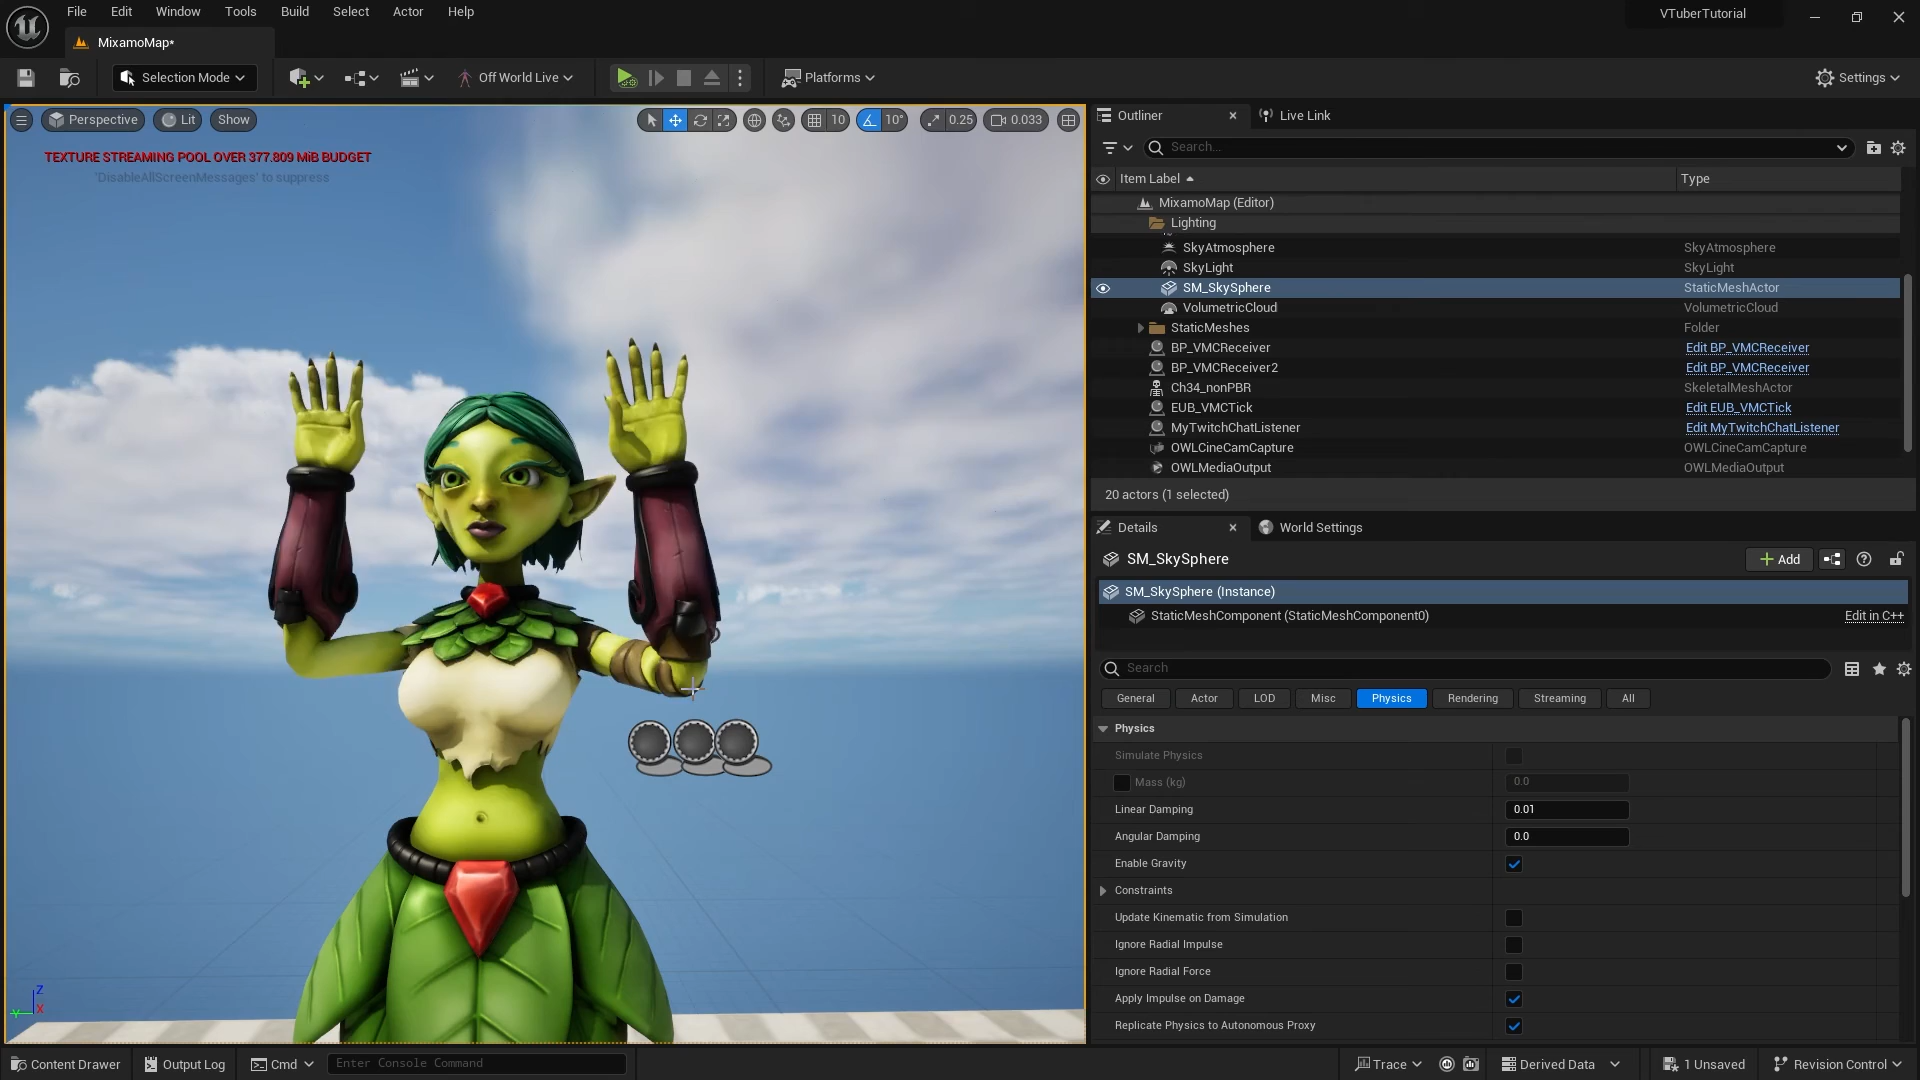 File Edit Window Tools Build Select Actor Help
VTuberTutorial
MixamoMap*
Selection Mode
Off World Live
Platforms
Settings
Perspective Lit Show
10 10° 0.25 0.033
TEXTURE STREAMING POOL OVER 377.809 MiB BUDGET
'DisableAllScreenMessages' to suppress
Outliner
Live Link
Search...
Item Label Type
MixamoMap (Editor)
Lighting
SkyAtmosphere SkyAtmosphere
SkyLight SkyLight
SM_SkySphere StaticMeshActor
VolumetricCloud VolumetricCloud
StaticMeshes Folder
BP_VMCReceiver Edit BP_VMCReceiver
BP_VMCReceiver2 Edit BP_VMCReceiver
Ch34_nonPBR SkeletalMeshActor
EUB_VMCTick Edit EUB_VMCTick
MyTwitchChatListener Edit MyTwitchChatListener
OWLCineCamCapture OWLCineCamCapture
OWLMediaOutput OWLMediaOutput
20 actors (1 selected)
Details
World Settings
SM_SkySphere
Add
SM_SkySphere (Instance)
StaticMeshComponent (StaticMeshComponent0) Edit in C++
Search
General Actor LOD Misc Physics Rendering Streaming All
Physics
Simulate Physics
Mass (kg) 0.0
Linear Damping 0.01
Angular Damping 0.0
Enable Gravity
Constraints
Update Kinematic from Simulation
Ignore Radial Impulse
Ignore Radial Force
Apply Impulse on Damage
Replicate Physics to Autonomous Proxy
Z
Y X
Content Drawer Output Log Cmd Enter Console Command
Trace Derived Data 1 Unsaved Revision Control